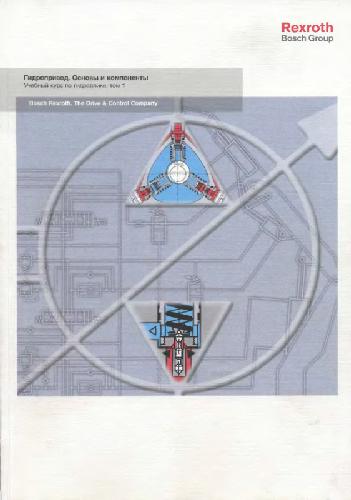 Rexroth
Bosch Group
Гидропривод. Основы и компоненты
Учебный курс по гидравлике, том 1
Bosch Rexroth. The Drive & Control Company